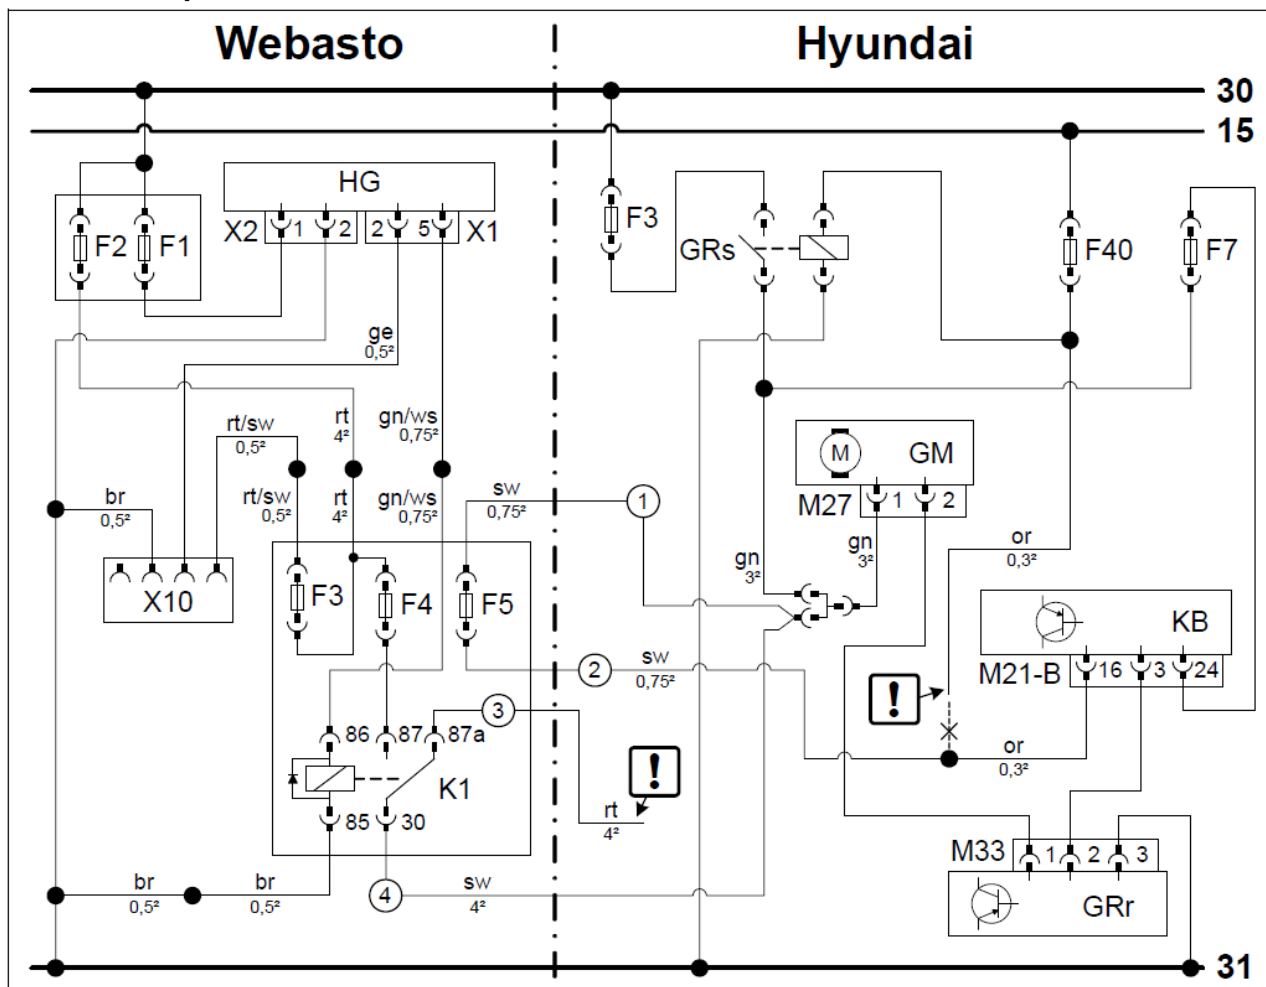 Webasto Hyundai
30
15
HG
X2 1 2 2 5 X1
F2 F1
F3
GRs
F40
F7
ge
0,5²
rt/sw
0,5²
rt
4²
gn/ws
0,75²
M GM
M27 1 2
br
0,5²
rt/sw
0,5²
rt
4²
gn/ws
0,75²
sw
0,75²
1
gn
3²
gn
3²
or
0,3²
X10
F3
F4
F5
KB
M21-B 16 3 24
2
sw
0,75²
!
3
86 87 87a
or
0,3²
!
K1
85 30
rt
4²
M33 1 2 3
br
0,5²
br
0,5²
4
sw
4²
GRr
31